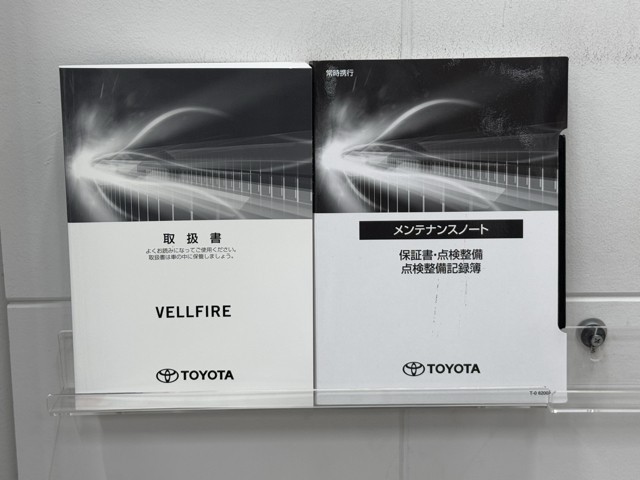 取扱書
よくお読みになってご使用ください。
取扱書は車の中に保管しましょう。
VELLFIRE
TOYOTA
常時携行
メンテナンスノート
保証書・点検整備
点検整備記録簿
TOYOTA